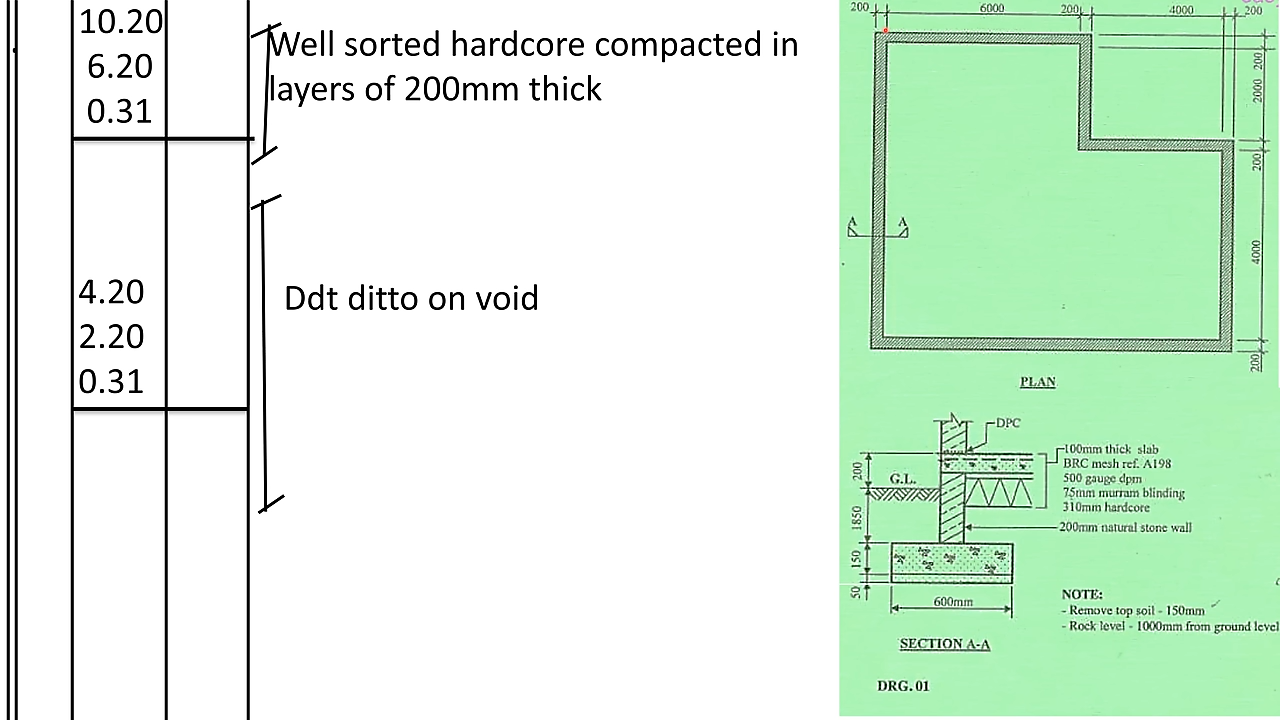 10.20
6.20
0.31
Well sorted hardcore compacted in
layers of 200mm thick
4.20
2.20
0.31
Ddt ditto on void
200
6000
200
4000
200
200
2000
200
4000
200
A
A
PLAN
DPC
100mm thick slab
BRC mesh ref. A198
500 gauge dpm
75mm murram blinding
310mm hardcore
200mm natural stone wall
G.L.
200
1850
150
50
600mm
SECTION A-A
NOTE:
- Remove top soil - 150mm
- Rock level - 1000mm from ground level
DRG. 01